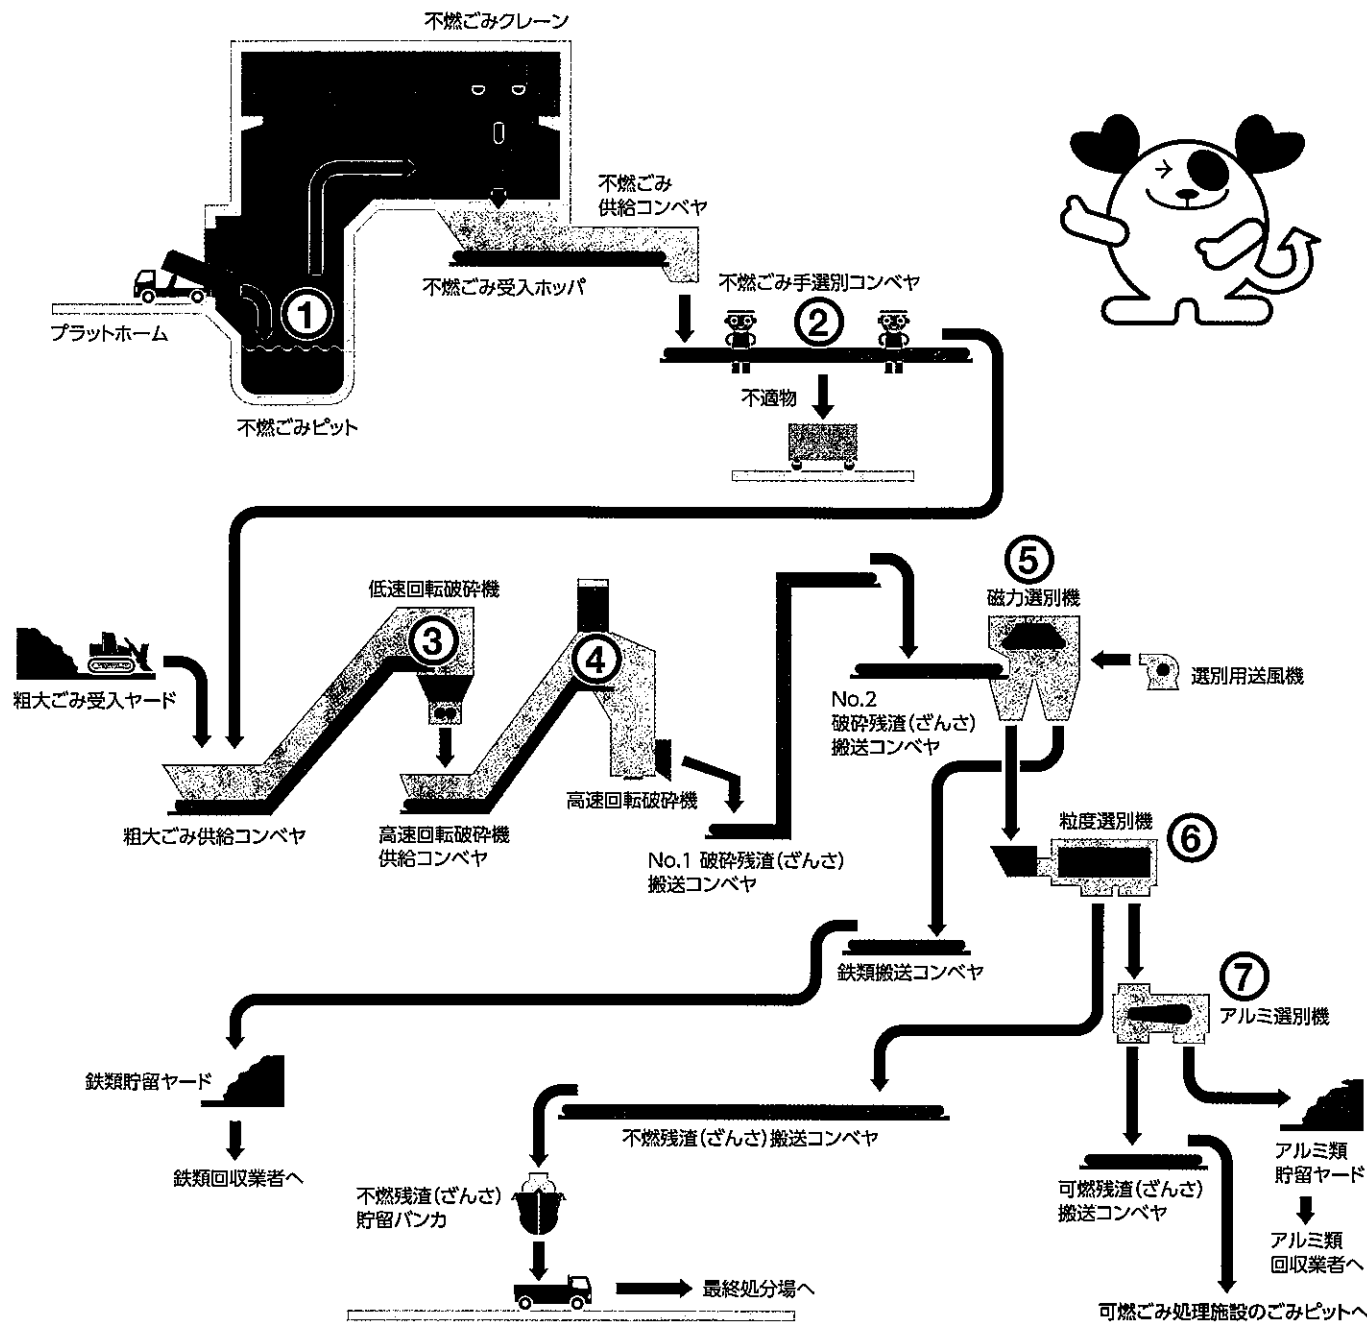 不燃ごみクレーン
不燃ごみ
供給コンベヤ
不燃ごみ受入ホッパ
不燃ごみ手選別コンベヤ
①
②
プラットホーム
不適物
不燃ごみピット
⑤
低速回転破砕機
磁力選別機
③
④
選別用送風機
粗大ごみ受入ヤード
No.2
破砕残渣(ざんさ)
搬送コンベヤ
高速回転破砕機
粗大ごみ供給コンベヤ
高速回転破砕機
供給コンベヤ
No.1 破砕残渣(ざんさ)
搬送コンベヤ
粒度選別機
⑥
鉄類搬送コンベヤ
⑦
アルミ選別機
鉄類貯留ヤード
不燃残渣(ざんさ)搬送コンベヤ
鉄類回収業者へ
アルミ類
貯留ヤード
不燃残渣(ざんさ)
貯留バンカ
可燃残渣(ざんさ)
搬送コンベヤ
アルミ類
回収業者へ
最終処分場へ
可燃ごみ処理施設のごみピットへ